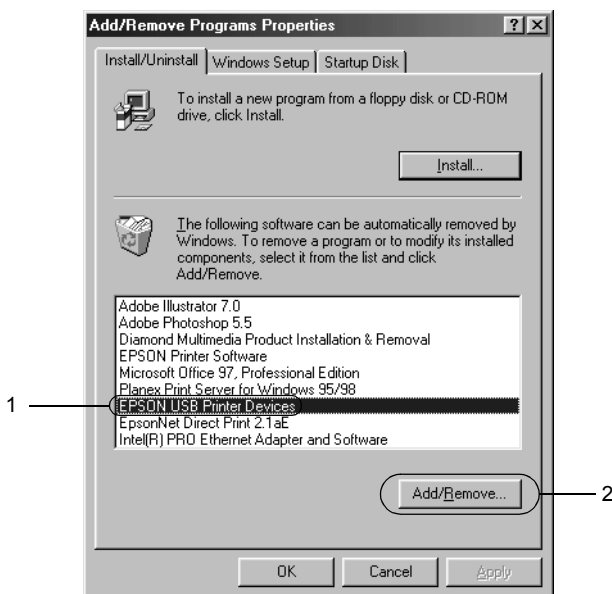 Add/Remove Programs Properties
Install/Uninstall Windows Setup Startup Disk
To install a new program from a floppy disk or CD-ROM
drive, click Install.
Install...
The following software can be automatically removed by
Windows. To remove a program or to modify its installed
components, select it from the list and click
Add/Remove.
Adobe Illustrator 7.0
Adobe Photoshop 5.5
Diamond Multimedia Product Installation & Removal
EPSON Printer Software
Microsoft Office 97, Professional Edition
Planex Print Server for Windows 95/98
1 EPSON USB Printer Devices
EpsonNet Direct Print 2.1aE
Intel(R) PRO Ethernet Adapter and Software
Add/Remove... 2
OK Cancel Apply